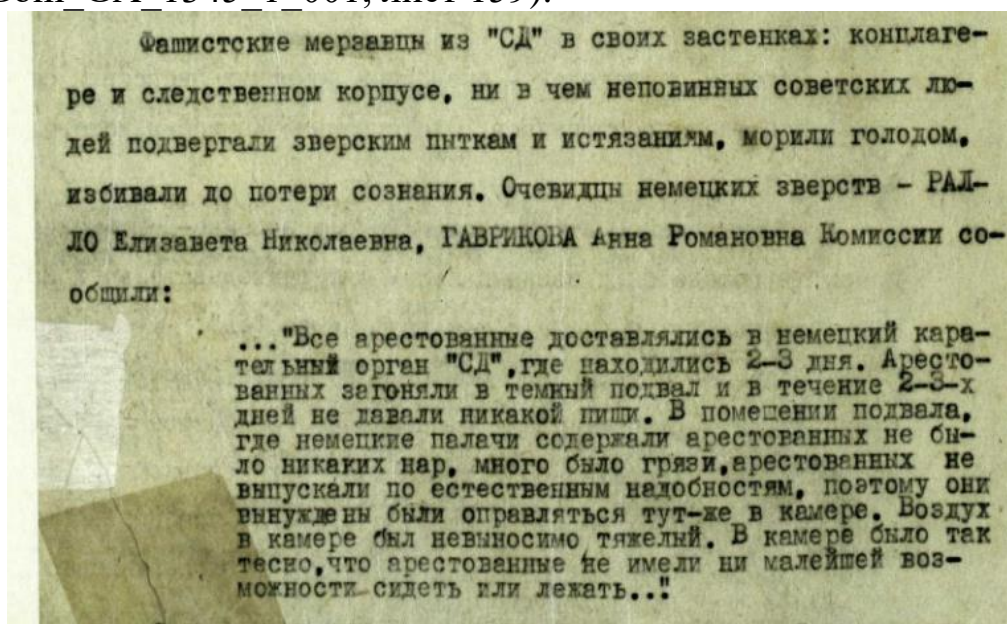 Com_GA_1345_1_001, лист 139).
Фашистские мерзавцы из "СД" в своих застенках: концлаге-
ре и следственном корпусе, ни в чем неповинных советских лю-
дей подвергали зверским пыткам и истязаниям, морили голодом,
избивали до потери сознания. Очевидцы немецких зверств - РАЛ-
ЛО Елизавета Николаевна, ГАВРИКОВА Анна Романовна Комиссии со-
общили:
..."Все арестованные доставлялись в немецкий кара-
тельный орган "СД",где находились 2-3 дня. Аресто-
ванных загоняли в темный подвал и в течение 2-3-х
дней не давали никакой пищи. В помещении подвала,
где немецкие палачи содержали арестованных не бы-
ло никаких нар, много было грязи,арестованных не
выпускали по естественным надобностям, поэтому они
вынуждены были оправляться тут-же в камере. Воздух
в камере был невыносимо тяжелый. В камере было так
тесно,что арестованные не имели ни малейшей воз-
можности сидеть или лежать..."